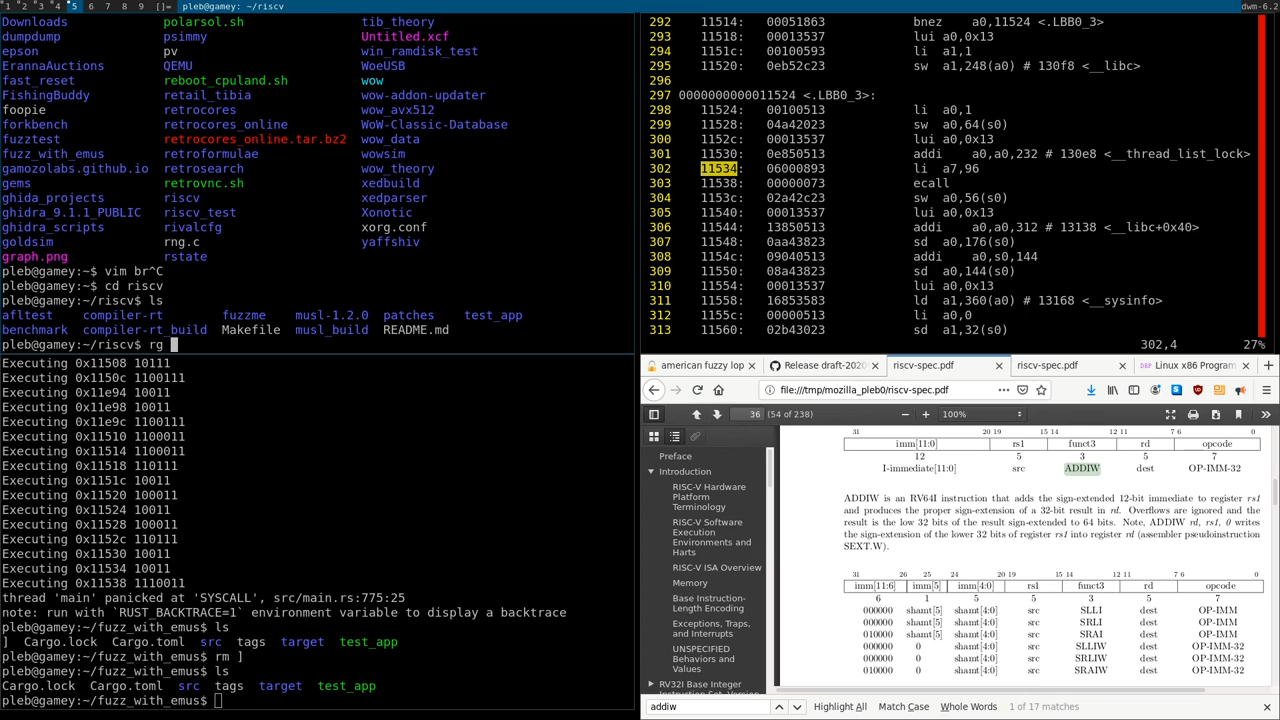 1 2 3 4 5 6 7 8 9 []= pleb@gamey: ~/riscv
dwm-6.2
Downloads polarsol.sh tib_theory
dumpdump psimmy Untitled.xcf
epson pv win_ramdisk_test
ErannaAuctions QEMU WoeUSB
fast_reset reboot_cpuland.sh wow
FishingBuddy retail_tibia wow-addon-updater
foopie retrocores wow_avx512
forkbench retrocores_online WoW-Classic-Database
fuzztest retrocores_online.tar.bz2 wow_data
fuzz_with_emus retroformulae wowsim
gamozolabs.github.io retrosearch wow_theory
gems retrovnc.sh xedbuild
ghida_projects riscv xedparser
ghidra_9.1.1_PUBLIC riscv_test Xonotic
ghidra_scripts rivalcfg xorg.conf
goldsim rng.c yaffshiv
graph.png rstate
pleb@gamey:~$ vim br^C
pleb@gamey:~$ cd riscv
pleb@gamey:~/riscv$ ls
afltest compiler-rt fuzzme musl-1.2.0 patches test_app
benchmark compiler-rt_build Makefile musl_build README.md
pleb@gamey:~/riscv$ rg
Executing 0x11508 10111
Executing 0x1150c 1100111
Executing 0x11e94 10011
Executing 0x11e98 10011
Executing 0x11e9c 1100111
Executing 0x11510 1100011
Executing 0x11514 1100011
Executing 0x11518 110111
Executing 0x1151c 10011
Executing 0x11520 100011
Executing 0x11524 10011
Executing 0x11528 100011
Executing 0x1152c 110111
Executing 0x11530 10011
Executing 0x11534 10011
Executing 0x11538 1110011
thread 'main' panicked at 'SYSCALL', src/main.rs:775:25
note: run with `RUST_BACKTRACE=1` environment variable to display a backtrace
pleb@gamey:~/fuzz_with_emus$ ls
] Cargo.lock Cargo.toml src tags target test_app
pleb@gamey:~/fuzz_with_emus$ rm ]
pleb@gamey:~/fuzz_with_emus$ ls
Cargo.lock Cargo.toml src tags target test_app
pleb@gamey:~/fuzz_with_emus$
292 11514: 00051863 bnez a0,11524 <.LBB0_3>
293 11518: 00013537 lui a0,0x13
294 1151c: 00100593 li a1,1
295 11520: 0eb52c23 sw a1,248(a0) # 130f8 <__libc>
296
297 0000000000011524 <.LBB0_3>:
298 11524: 00100513 li a0,1
299 11528: 04a42023 sw a0,64(s0)
300 1152c: 00013537 lui a0,0x13
301 11530: 0e850513 addi a0,a0,232 # 130e8 <__thread_list_lock>
302 11534: 06000893 li a7,96
303 11538: 00000073 ecall
304 1153c: 02a42c23 sw a0,56(s0)
305 11540: 00013537 lui a0,0x13
306 11544: 13850513 addi a0,a0,312 # 13138 <__libc+0x40>
307 11548: 0aa43823 sd a0,176(s0)
308 1154c: 09040513 addi a0,s0,144
309 11550: 08a43823 sd a0,144(s0)
310 11554: 00013537 lui a0,0x13
311 11558: 16853583 ld a1,360(a0) # 13168 <__sysinfo>
312 1155c: 00000513 li a0,0
313 11560: 02b43023 sd a1,32(s0)
302,4 27%
american fuzzy lop Release draft-2020 riscv-spec.pdf riscv-spec.pdf Linux x86 Program
file:///tmp/mozilla_pleb0/riscv-spec.pdf
36 (54 of 238) 100%
Preface
Introduction
RISC-V Hardware
Platform
Terminology
RISC-V Software
Execution
Environments and
Harts
RISC-V ISA Overview
Memory
Base Instruction-
Length Encoding
Exceptions, Traps,
and Interrupts
UNSPECIFIED
Behaviors and
Values
RV32I Base Integer
31 20 19 15 14 12 11 7 6 0
imm[11:0] rs1 funct3 rd opcode
12 5 3 5 7
I-immediate[11:0] src ADDIW dest OP-IMM-32
ADDIW is an RV64I instruction that adds the sign-extended 12-bit immediate to register rs1
and produces the proper sign-extension of a 32-bit result in rd. Overflows are ignored and the
result is the low 32 bits of the result sign-extended to 64 bits. Note, ADDIW rd, rs1, 0 writes
the sign-extension of the lower 32 bits of register rs1 into register rd (assembler pseudoinstruction
SEXT.W).
31 26 25 24 20 19 15 14 12 11 7 6 0
imm[11:6] imm[5] imm[4:0] rs1 funct3 rd opcode
6 1 5 5 3 5 7
000000 shamt[5] shamt[4:0] src SLLI dest OP-IMM
000000 shamt[5] shamt[4:0] src SRLI dest OP-IMM
010000 shamt[5] shamt[4:0] src SRAI dest OP-IMM
000000 0 shamt[4:0] src SLLIW dest OP-IMM-32
000000 0 shamt[4:0] src SRLIW dest OP-IMM-32
010000 0 shamt[4:0] src SRAIW dest OP-IMM-32
addiw Highlight All Match Case Whole Words 1 of 17 matches